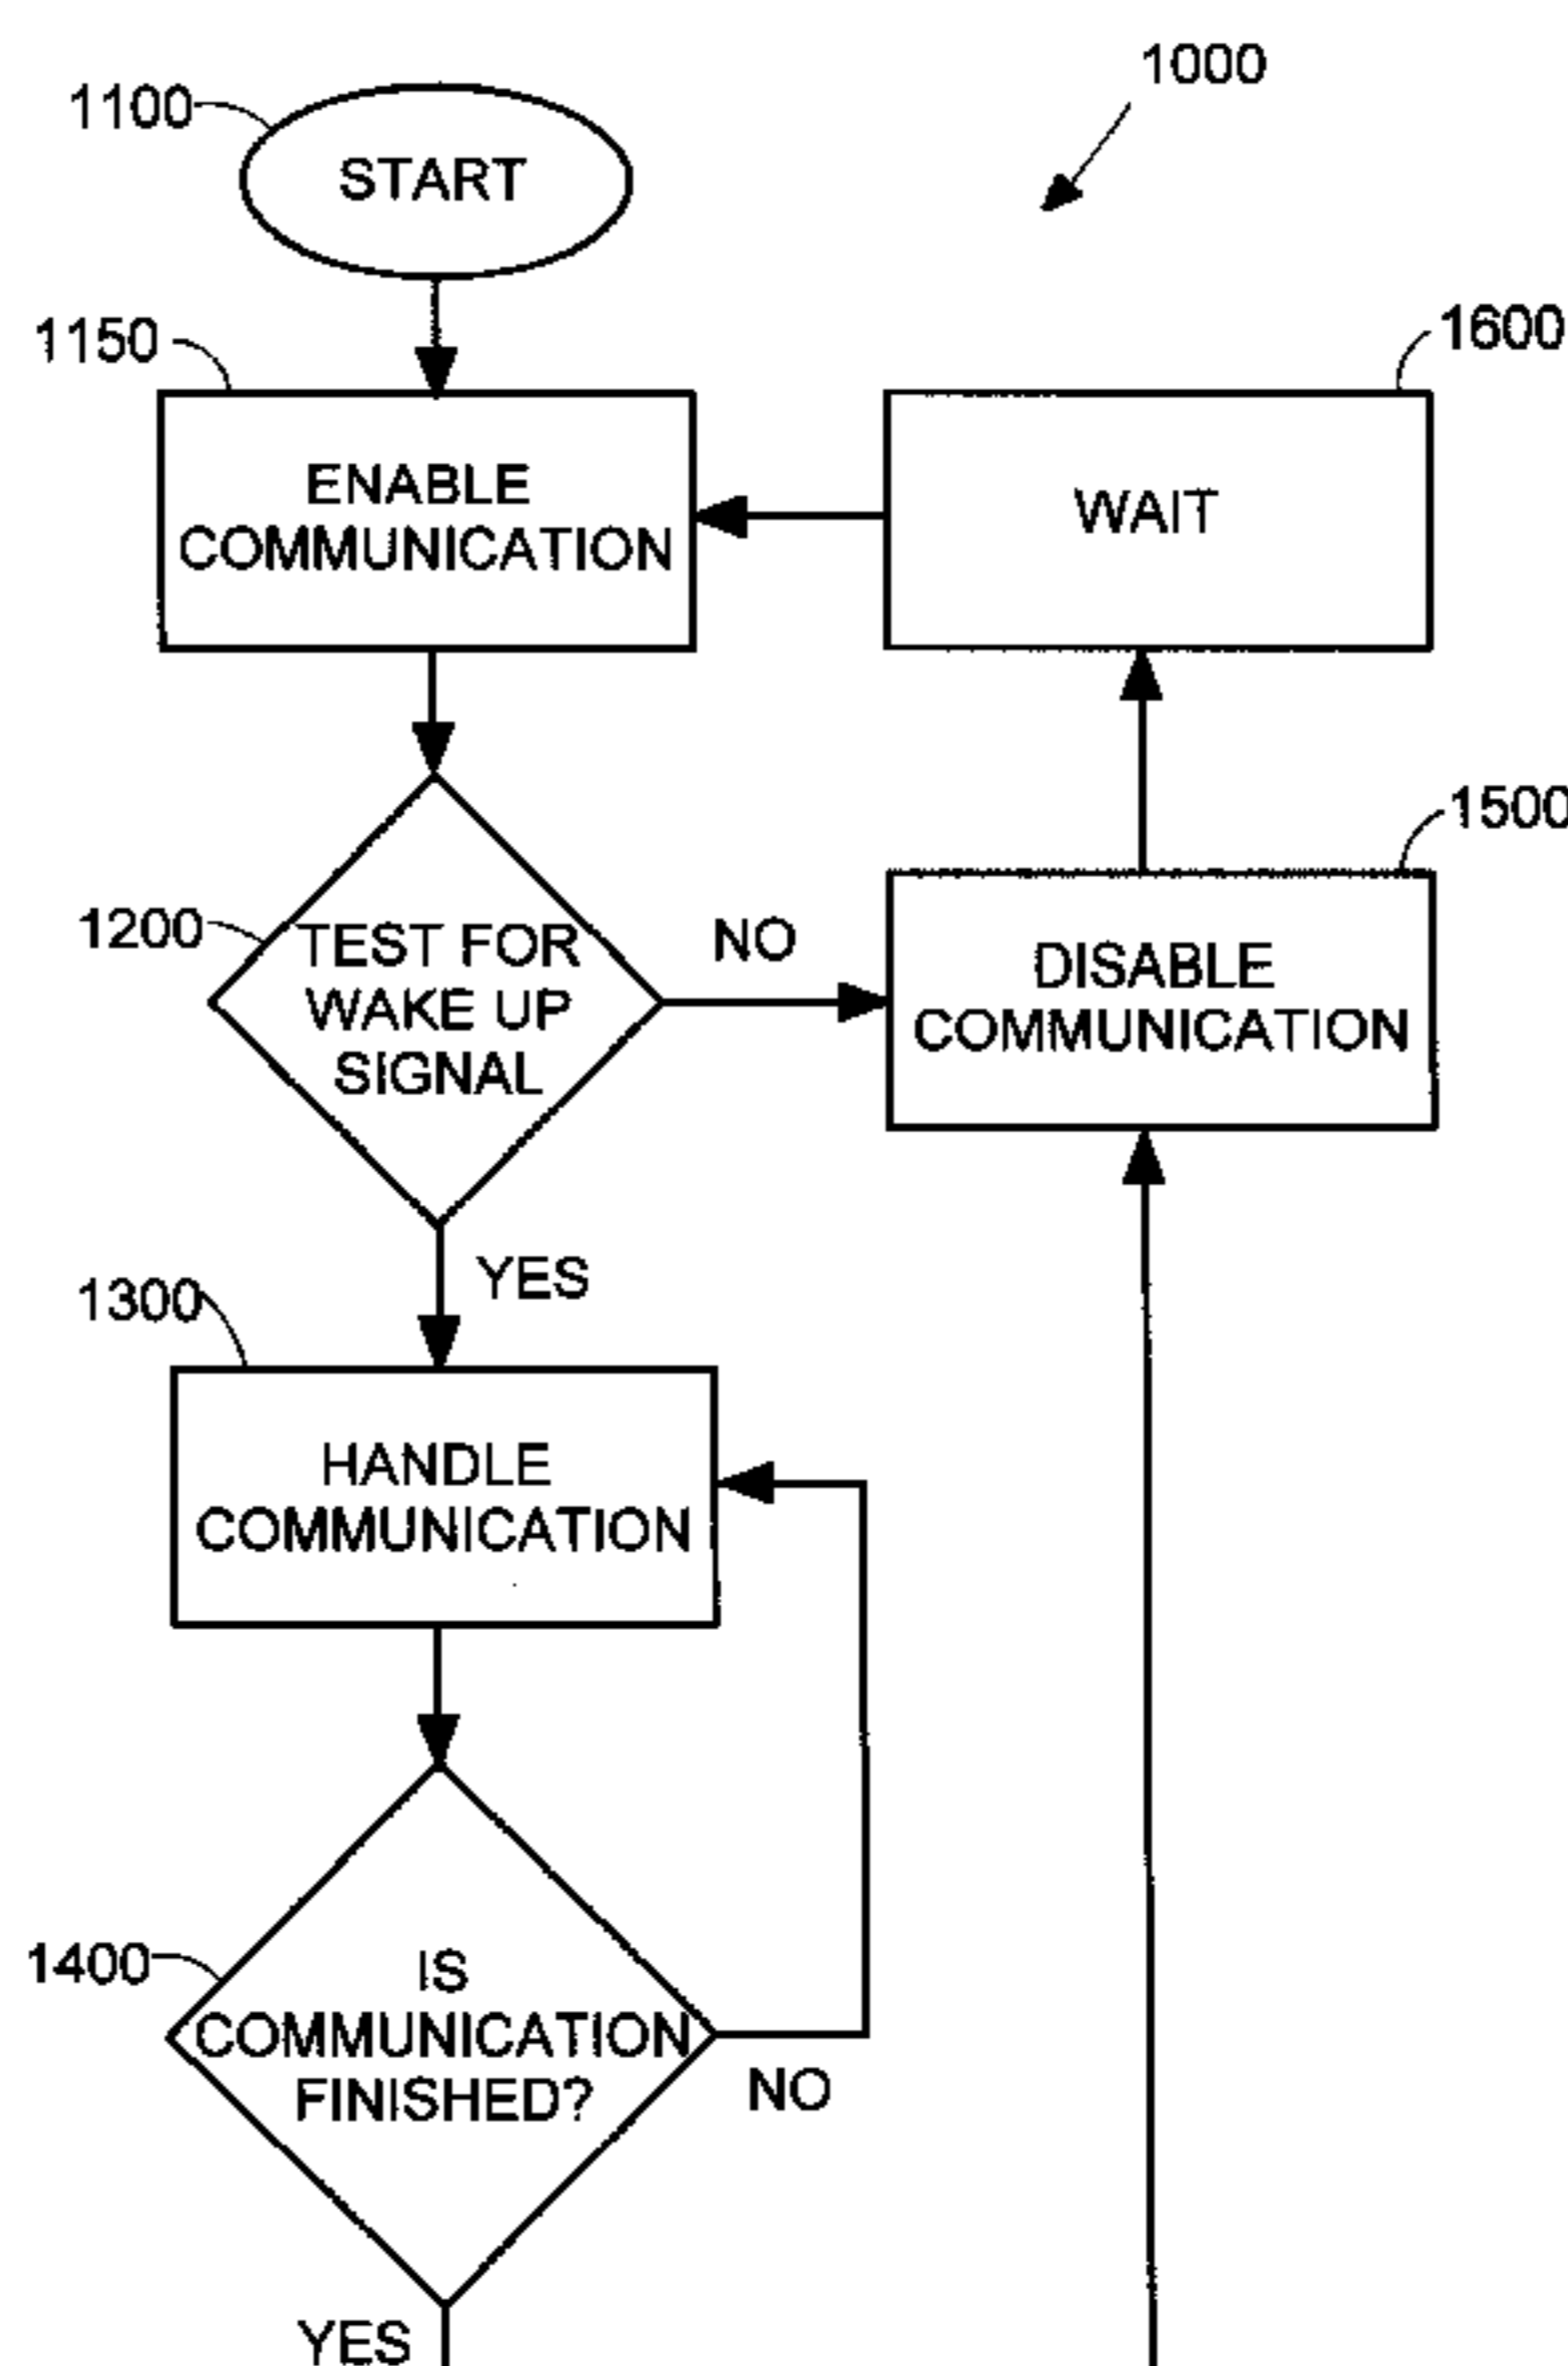 1000
1100
START
1150
ENABLE
COMMUNICATION
1600
WAIT
1200
TEST FOR
WAKE UP
SIGNAL
NO
1500
DISABLE
COMMUNICATION
YES
1300
HANDLE
COMMUNICATION
1400
IS
COMMUNICATION
FINISHED?
NO
YES